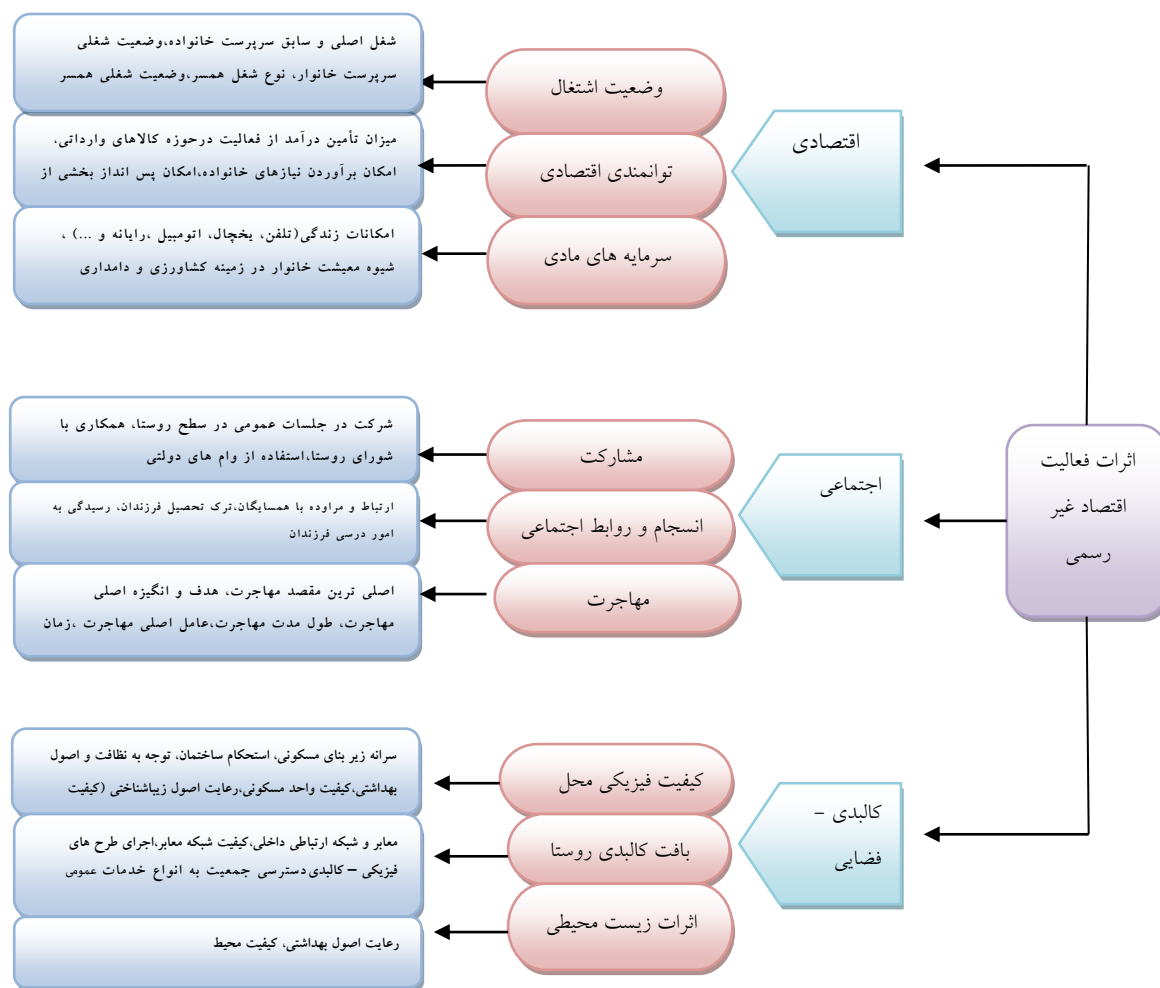 اثرات فعالیت
اقتصاد غیر
رسمی
اقتصادی
وضعیت اشتغال
شغل اصلی و سابق سرپرست خانواده،وضعیت شغلی
سرپرست خانوار، نوع شغل همسر،وضعیت شغلی همسر
توانمندی اقتصادی
میزان تأمین درآمد از فعالیت درحوزه کالاهای وارداتی،
امکان برآوردن نیازهای خانواده،امکان پس انداز بخشی از
سرمایه های مادی
امکانات زندگی(تلفن، یخچال، اتومبیل ،رایانه و ...) ،
شیوه معیشت خانوار در زمینه کشاورزی و دامداری
اجتماعی
مشارکت
شرکت در جلسات عمومی در سطح روستا، همکاری با
شورای روستا،استفاده از وام های دولتی
انسجام و روابط اجتماعی
ارتباط و مراوده با همسایگان،ترک تحصیل فرزندان، رسیدگی به
امور درسی فرزندان
مهاجرت
اصلی ترین مقصد مهاجرت، هدف و انگیزه اصلی
مهاجرت، طول مدت مهاجرت،عامل اصلی مهاجرت ،زمان
کالبدی –
فضایی
کیفیت فیزیکی محل
سرانه زیر بنای مسکونی، استحکام ساختمان، توجه به نظافت و اصول
بهداشتی،کیفیت واحد مسکونی،رعایت اصول زیباشناختی (کیفیت
بافت کالبدی روستا
معابر و شبکه ارتباطی داخلی،کیفیت شبکه معابر،اجرای طرح های
فیزیکی – کالبدی دسترسی جمعیت به انواع خدمات عمومی
اثرات زیست محیطی
رعایت اصول بهداشتی، کیفیت محیط